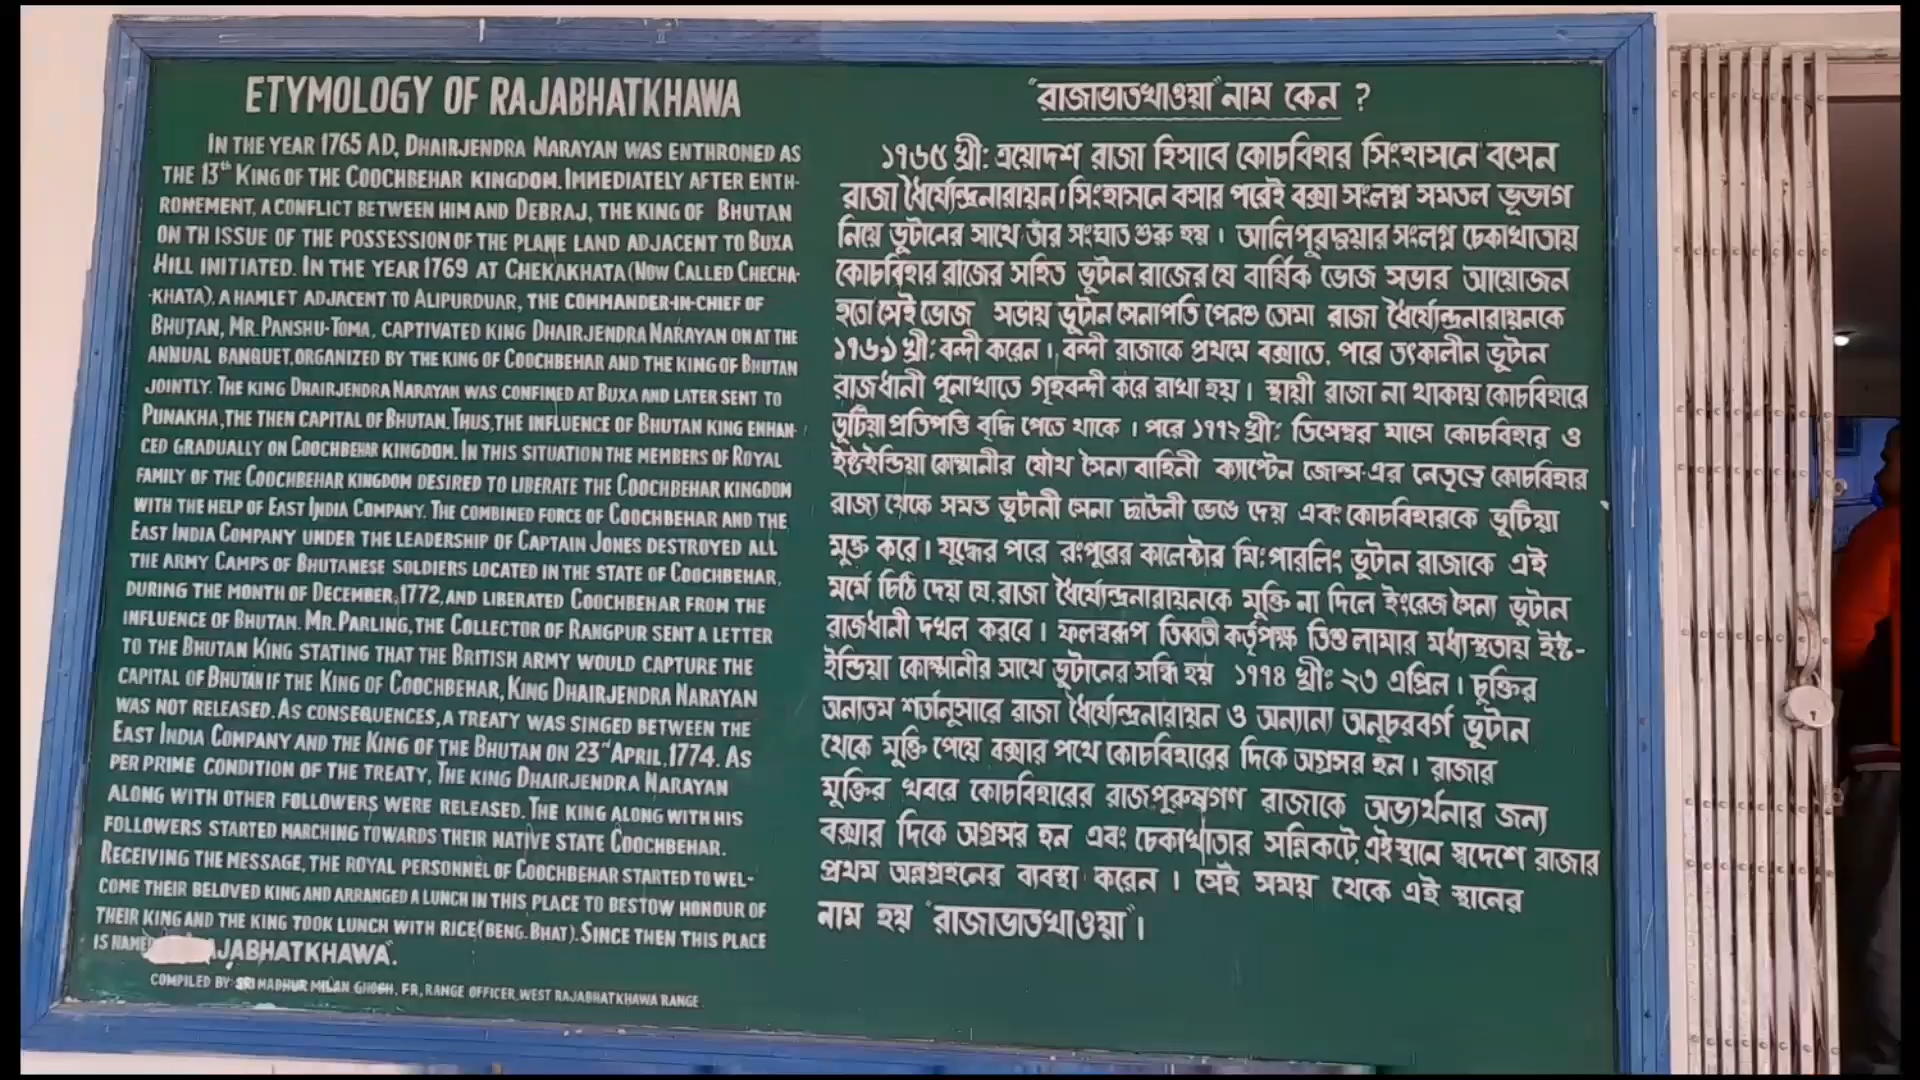 ETYMOLOGY OF RAJABHATKHAWA
IN THE YEAR 1765 AD, DHAIRJENDRA NARAYAN WAS ENTHRONED AS
THE 13th KING OF THE COOCHBEHAR KINGDOM. IMMEDIATELY AFTER ENTH-
RONEMENT, A CONFLICT BETWEEN HIM AND DEBRAJ, THE KING OF BHUTAN
ON TH ISSUE OF THE POSSESSION OF THE PLANE LAND ADJACENT TO BUXA
HILL INITIATED. IN THE YEAR 1769 AT CHEKAKHATA (NOW CALLED CHECHA-
-KHATA), A HAMLET ADJACENT TO ALIPURDUAR, THE COMMANDER-IN-CHIEF OF
BHUTAN, MR. PANSHU-TOMA, CAPTIVATED KING DHAIRJENDRA NARAYAN ON AT THE
ANNUAL BANQUET, ORGANIZED BY THE KING OF COOCHBEHAR AND THE KING OF BHUTAN
JOINTLY. THE KING DHAIRJENDRA NARAYAN WAS CONFINED AT BUXA AND LATER SENT TO
PUNAKHA, THE THEN CAPITAL OF BHUTAN. THUS, THE INFLUENCE OF BHUTAN KING ENHAN-
CED GRADUALLY ON COOCHBEHAR KINGDOM. IN THIS SITUATION THE MEMBERS OF ROYAL
FAMILY OF THE COOCHBEHAR KINGDOM DESIRED TO LIBERATE THE COOCHBEHAR KINGDOM
WITH THE HELP OF EAST INDIA COMPANY. THE COMBINED FORCE OF COOCHBEHAR AND THE
EAST INDIA COMPANY UNDER THE LEADERSHIP OF CAPTAIN JONES DESTROYED ALL
THE ARMY CAMPS OF BHUTANESE SOLDIERS LOCATED IN THE STATE OF COOCHBEHAR,
DURING THE MONTH OF DECEMBER, 1772, AND LIBERATED COOCHBEHAR FROM THE
INFLUENCE OF BHUTAN. MR. PARLING, THE COLLECTOR OF RANGPUR SENT A LETTER
TO THE BHUTAN KING STATING THAT THE BRITISH ARMY WOULD CAPTURE THE
CAPITAL OF BHUTAN IF THE KING OF COOCHBEHAR, KING DHAIRJENDRA NARAYAN
WAS NOT RELEASED. AS CONSEQUENCES, A TREATY WAS SINGED BETWEEN THE
EAST INDIA COMPANY AND THE KING OF THE BHUTAN ON 23rd APRIL, 1774. AS
PER PRIME CONDITION OF THE TREATY, THE KING DHAIRJENDRA NARAYAN
ALONG WITH OTHER FOLLOWERS WERE RELEASED. THE KING ALONG WITH HIS
FOLLOWERS STARTED MARCHING TOWARDS THEIR NATIVE STATE COOCHBEHAR.
RECEIVING THE MESSAGE, THE ROYAL PERSONNEL OF COOCHBEHAR STARTED TO WEL-
COME THEIR BELOVED KING AND ARRANGED A LUNCH IN THIS PLACE TO BESTOW HONOUR OF
THEIR KING AND THE KING TOOK LUNCH WITH RICE (BENG. BHAT). SINCE THEN THIS PLACE
IS NAMED AJABHATKHAWA".
COMPILED BY: SRI MADHUR MILAN GHOSH, FR, RANGE OFFICER, WEST RAJABHATKHAWA RANGE
"রাজাভাতখাওয়া" নাম কেন ?
১৭৬৫ খ্রী: ত্রয়োদশ রাজা হিসাবে কোচবিহার সিংহাসনে বসেন
রাজা ধৈর্য্যেন্দ্রনারায়ন। সিংহাসনে বসার পরেই বক্সা সংলগ্ন সমতল ভূভাগ
নিয়ে ভুটানের সাথে তাঁর সংঘাত শুরু হয়। আলিপুরদুয়ার সংলগ্ন চেকাখাতায়
কোচবিহার রাজের সহিত ভুটান রাজের যে বার্ষিক ভোজ সভার আয়োজন
হতো সেই ভোজ সভায় ভুটান সেনাপতি পেনশু তোমা রাজা ধৈর্য্যেন্দ্রনারায়নকে
১৭৬৯ খ্রী: বন্দী করেন। বন্দী রাজাকে প্রথমে বক্সাতে, পরে তৎকালীন ভুটান
রাজধানী পুনাখাতে গৃহবন্দী করে রাখা হয়। স্থায়ী রাজা না থাকায় কোচবিহারে
ভুটিয়া প্রতিপত্তি বৃদ্ধি পেতে থাকে। পরে ১৭৭২ খ্রী: ডিসেম্বর মাসে কোচবিহার ও
ইষ্টইন্ডিয়া কোম্পানীর যৌথ সৈন্য বাহিনী ক্যাপ্টেন জোন্স-এর নেতৃত্বে কোচবিহার
রাজ্য থেকে সমস্ত ভুটানী সেনা ছাউনী ভেঙে দেয় এবং কোচবিহারকে ভুটিয়া
মুক্ত করে। যুদ্ধের পরে রংপুরের কালেক্টার মি: পারলিং ভুটান রাজাকে এই
মর্মে চিঠি দেয় যে, রাজা ধৈর্য্যেন্দ্রনারায়নকে মুক্তি না দিলে ইংরেজ সৈন্য ভুটান
রাজধানী দখল করবে। ফলস্বরূপ তিব্বতী কর্তৃপক্ষ তিশু লামার মধ্যস্থতায় ইষ্ট-
ইন্ডিয়া কোম্পানীর সাথে ভুটানের সন্ধি হয় ১৭৭৪ খ্রী: ২৩ এপ্রিল। চুক্তির
অন্যতম শর্তানুসারে রাজা ধৈর্য্যেন্দ্রনারায়ন ও অন্যান্য অনুচরবর্গ ভুটান
থেকে মুক্তি পেয়ে বক্সার পথে কোচবিহারের দিকে অগ্রসর হন। রাজার
মুক্তির খবরে কোচবিহারের রাজপুরুষগণ রাজাকে অভ্যর্থনার জন্য
বক্সার দিকে অগ্রসর হন এবং চেকাখাতার সন্নিকটে, এইস্থানে স্বদেশে রাজার
প্রথম অন্নগ্রহনের ব্যবস্থা করেন। সেই সময় থেকে এই স্থানের
নাম হয় "রাজাভাতখাওয়া"।